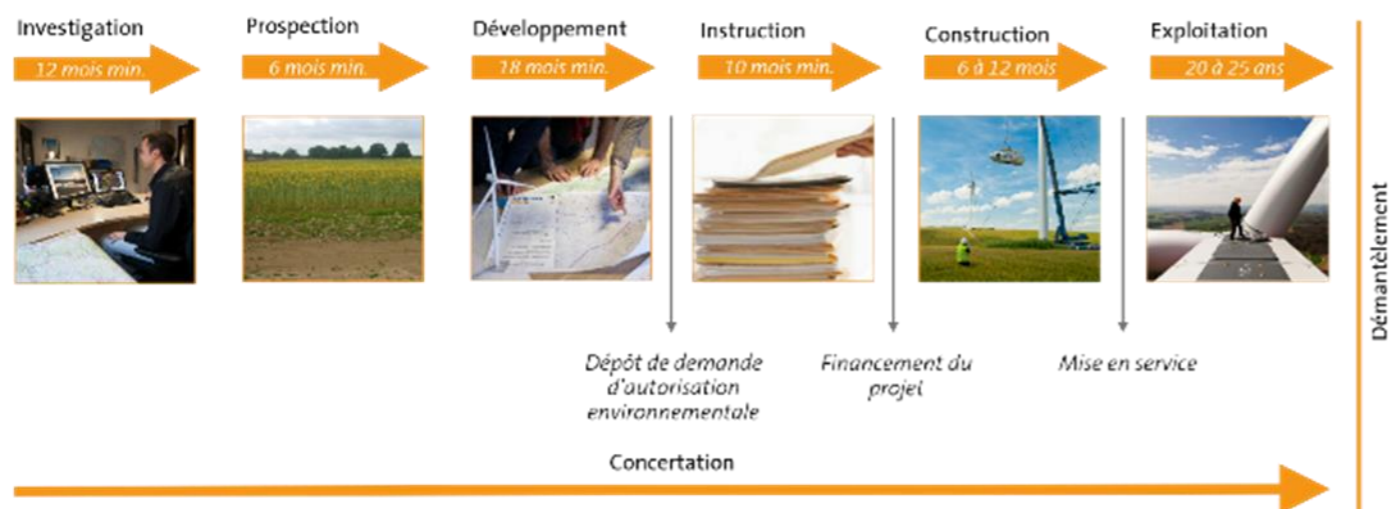 Investigation
12 mois min.
Prospection
6 mois min.
Développement
18 mois min.
Instruction
10 mois min.
Construction
6 à 12 mois
Exploitation
20 à 25 ans
Dépôt de demande
d'autorisation
environnementale
Financement du
projet
Mise en service
Concertation
Démantèlement